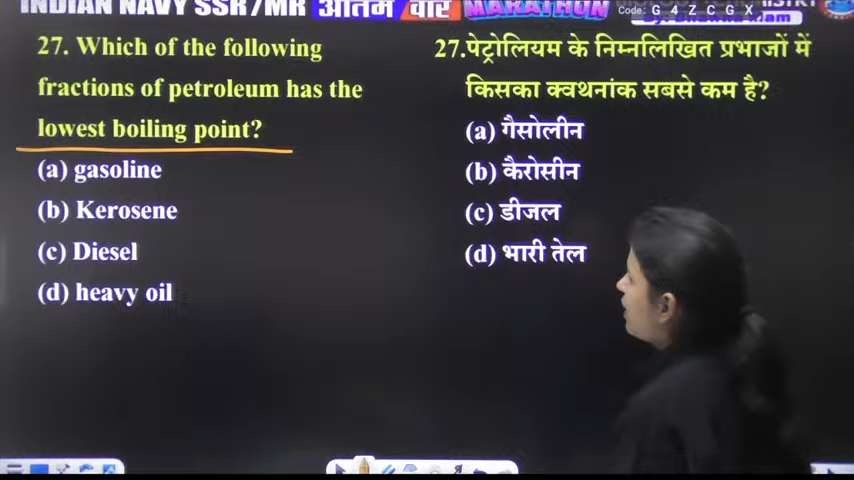 INDIAN NAVY SSR/MR अंतिम वार MARATHON Code: G 4 Z C G X
27. Which of the following
fractions of petroleum has the
lowest boiling point?
(a) gasoline
(b) Kerosene
(c) Diesel
(d) heavy oil
27.पेट्रोलियम के निम्नलिखित प्रभाजों में
किसका क्वथनांक सबसे कम है?
(a) गैसोलीन
(b) कैरोसीन
(c) डीजल
(d) भारी तेल